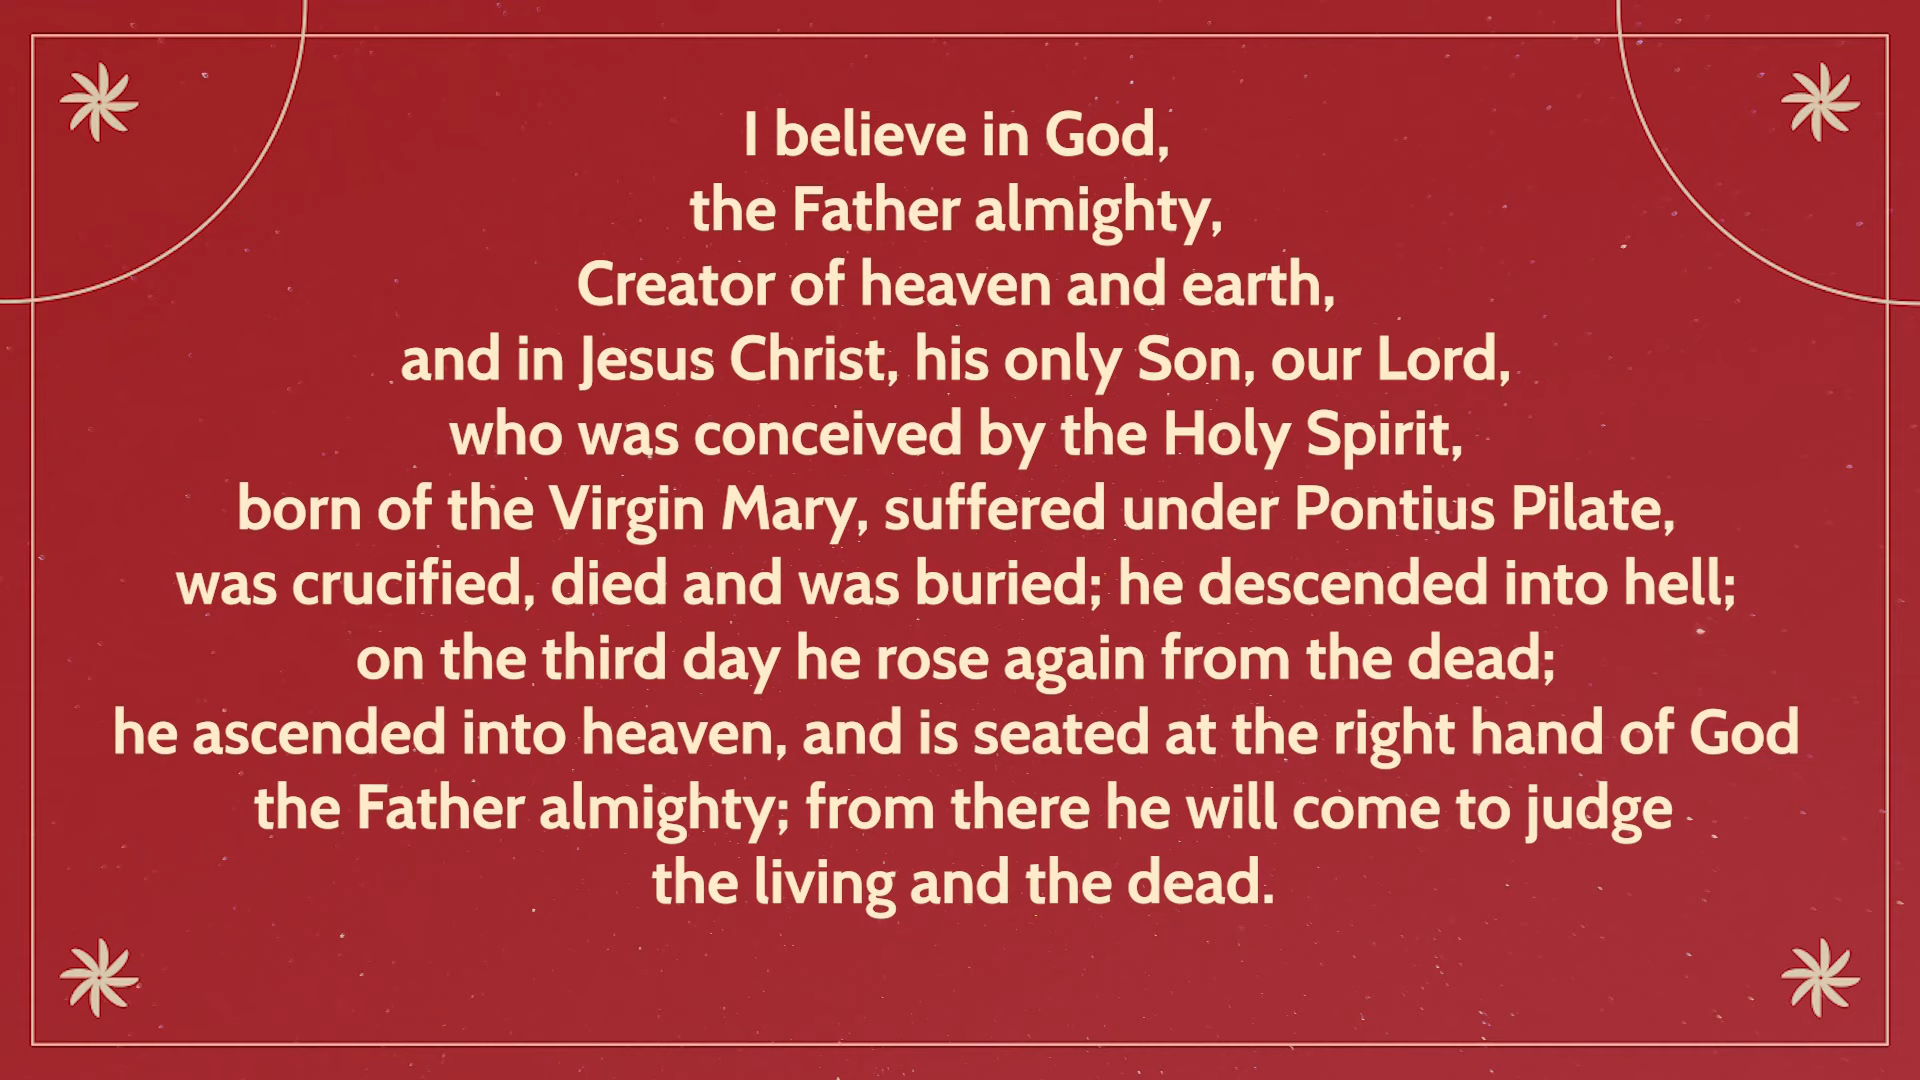 I believe in God,
the Father almighty,
Creator of heaven and earth,
and in Jesus Christ, his only Son, our Lord,
who was conceived by the Holy Spirit,
born of the Virgin Mary, suffered under Pontius Pilate,
was crucified, died and was buried; he descended into hell;
on the third day he rose again from the dead;
he ascended into heaven, and is seated at the right hand of God
the Father almighty; from there he will come to judge
the living and the dead.